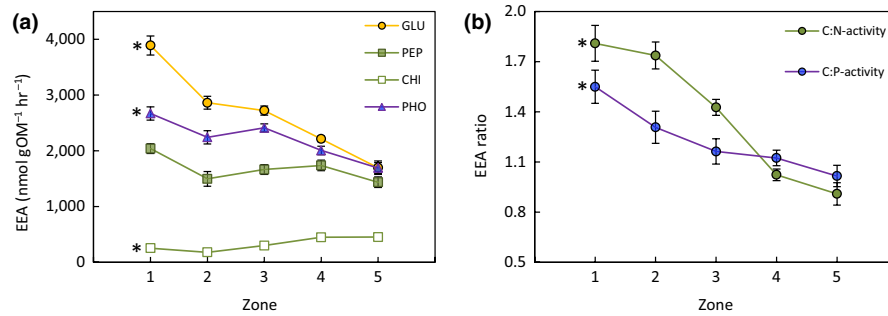 (a)
EEA (nmol gOM⁻¹ hr⁻¹)
4,000
3,000
2,000
1,000
0
*
*
*
GLU
PEP
CHI
PHO
1 2 3 4 5
Zone
(b)
EEA ratio
2.0
1.7
1.4
1.1
0.8
0.5
*
*
C:N-activity
C:P-activity
1 2 3 4 5
Zone